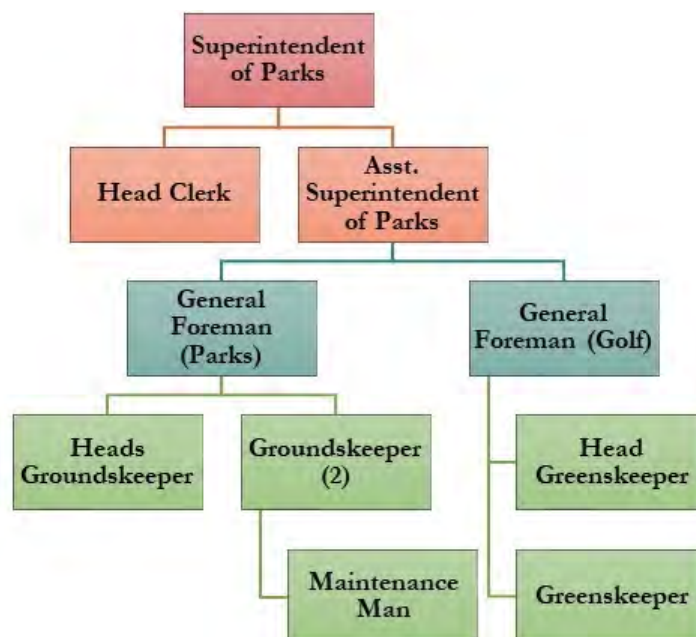 Superintendent
of Parks
Head Clerk
Asst.
Superintendent
of Parks
General
Foreman
(Parks)
General
Foreman (Golf)
Heads
Groundskeeper
Groundskeeper
(2)
Head
Greenskeeper
Maintenance
Man
Greenskeeper